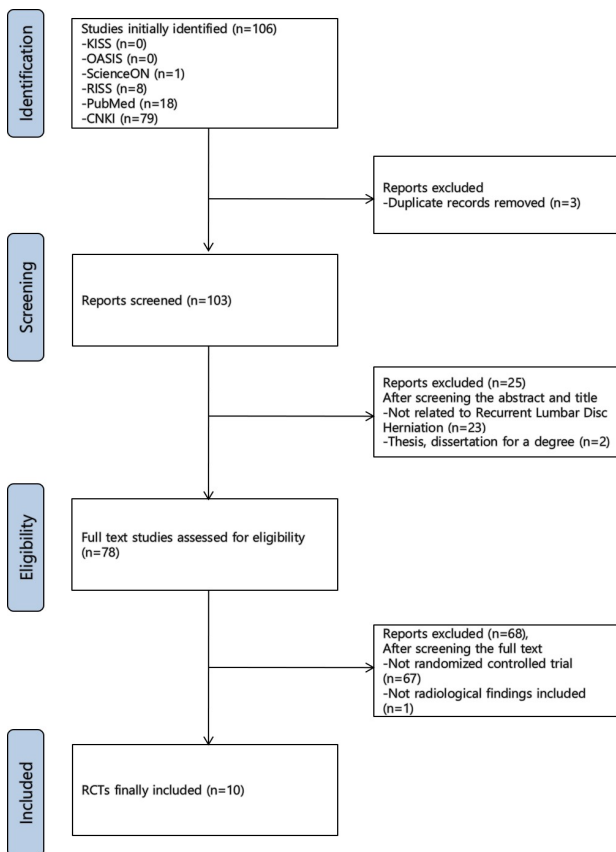 Identification
Studies initially identified (n=106)
-KISS (n=0)
-OASIS (n=0)
-ScienceON (n=1)
-RISS (n=8)
-PubMed (n=18)
-CNKI (n=79)
Reports excluded
-Duplicate records removed (n=3)
Screening
Reports screened (n=103)
Reports excluded (n=25)
After screening the abstract and title
-Not related to Recurrent Lumbar Disc
Herniation (n=23)
-Thesis, dissertation for a degree (n=2)
Eligibility
Full text studies assessed for eligibility
(n=78)
Reports excluded (n=68),
After screening the full text
-Not randomized controlled trial
(n=67)
-Not radiological findings included
(n=1)
Included
RCTs finally included (n=10)